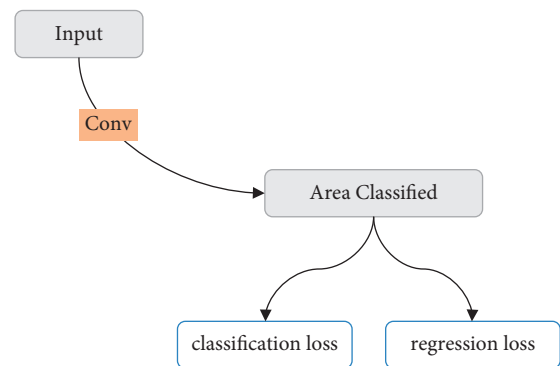 Input
Conv
Area Classified
classification loss
regression loss